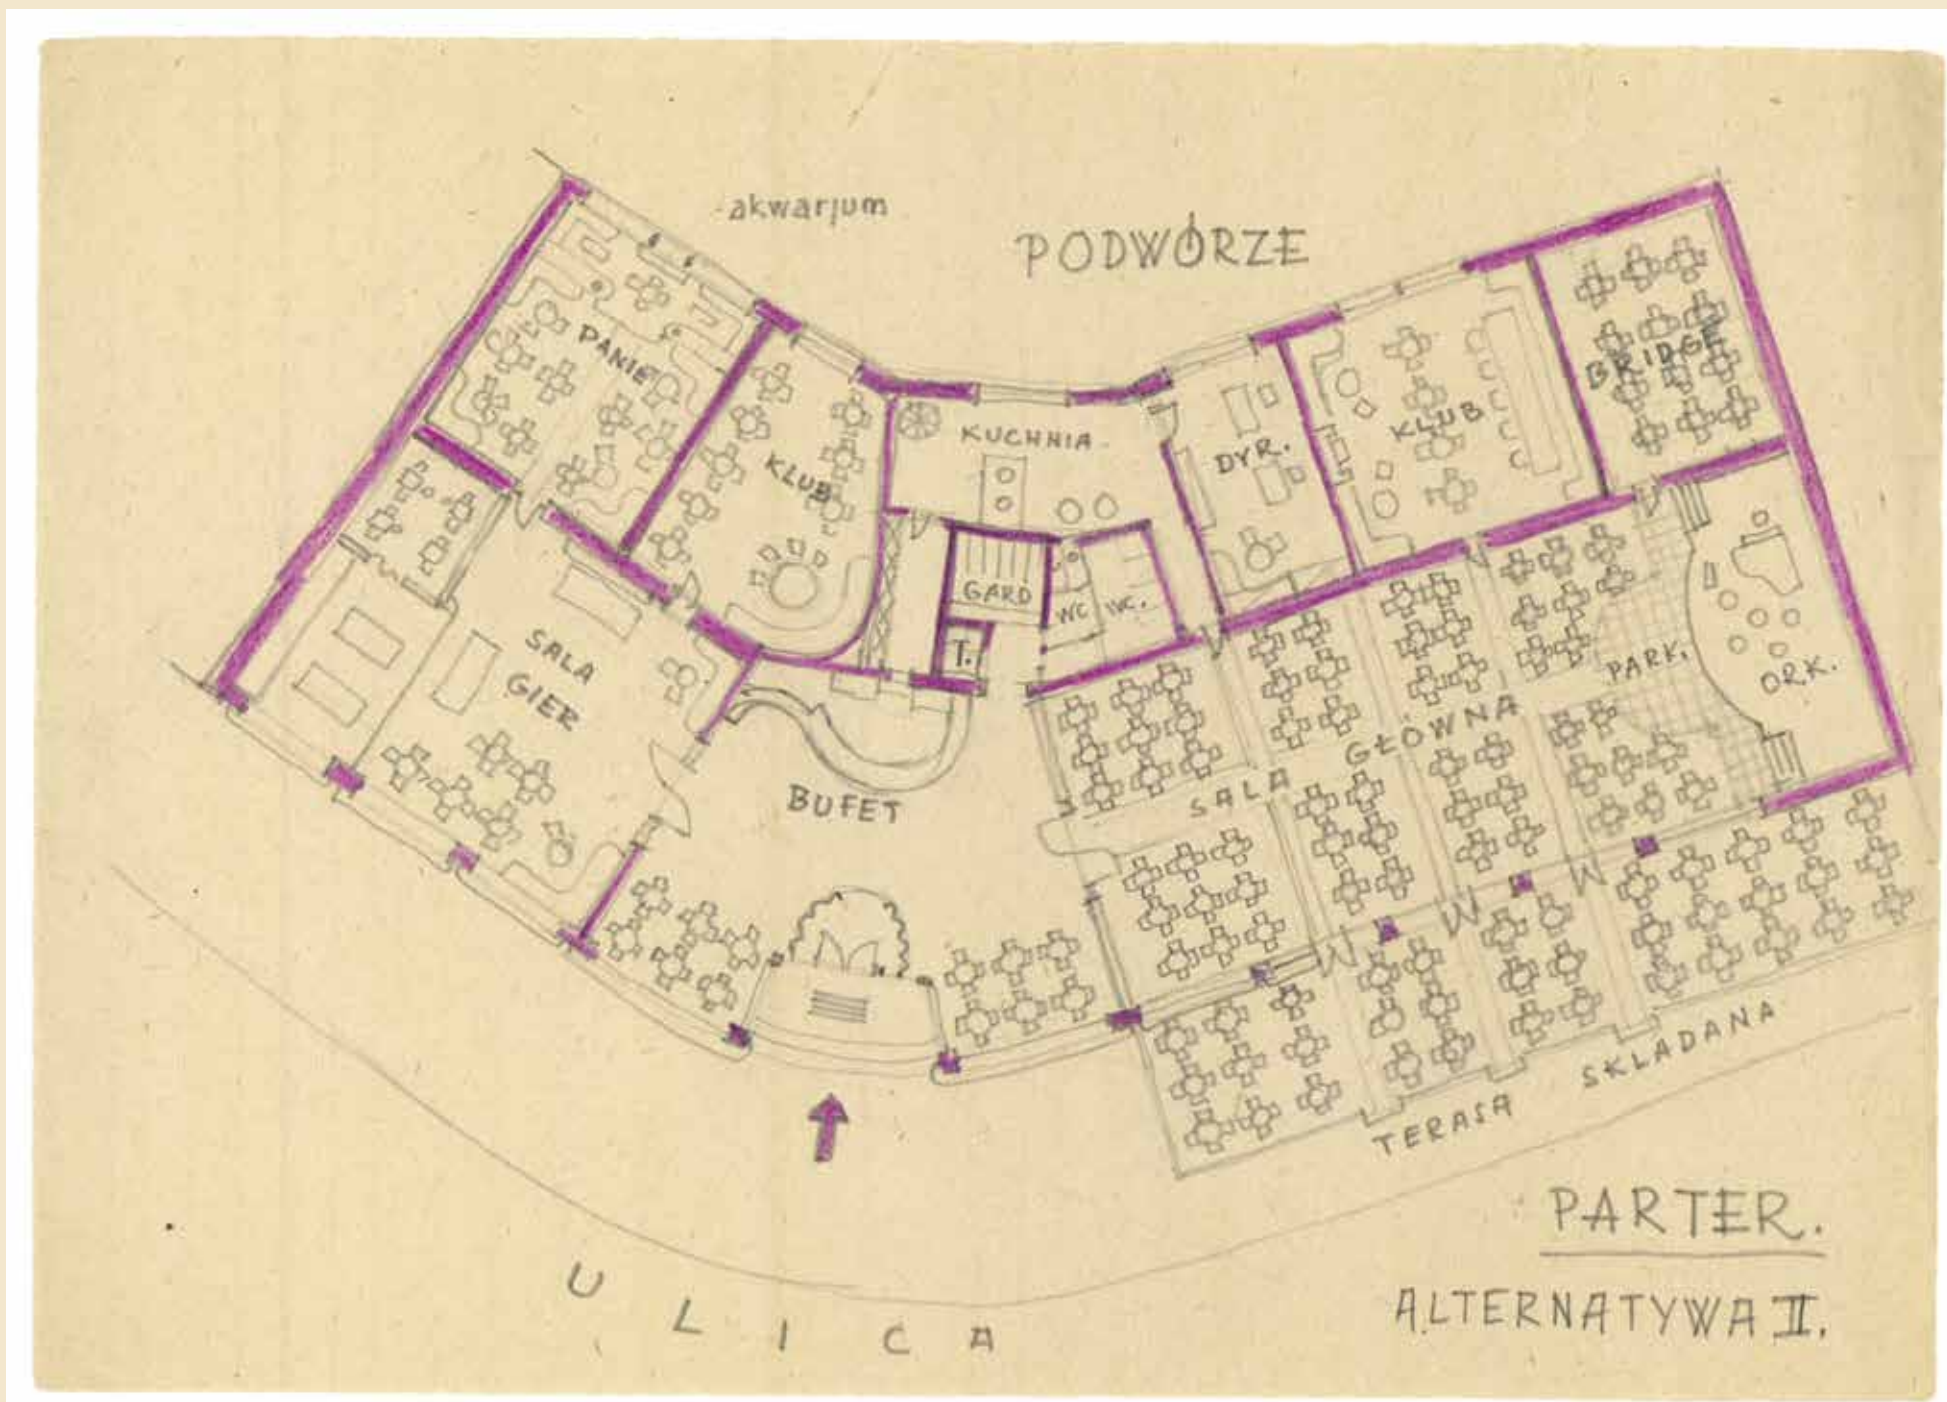 akwarjum
PODWÓRZE
PANIE
KLUB
KUCHNIA
DYR.
KLUB
BRIDGE
SALA
GIER
GARD
WC
WC.
T.
PARK.
ORK.
BUFET
SALA GŁÓWNA
TERASA SKŁADANA
ULICA
PARTER.
ALTERNATYWA II.